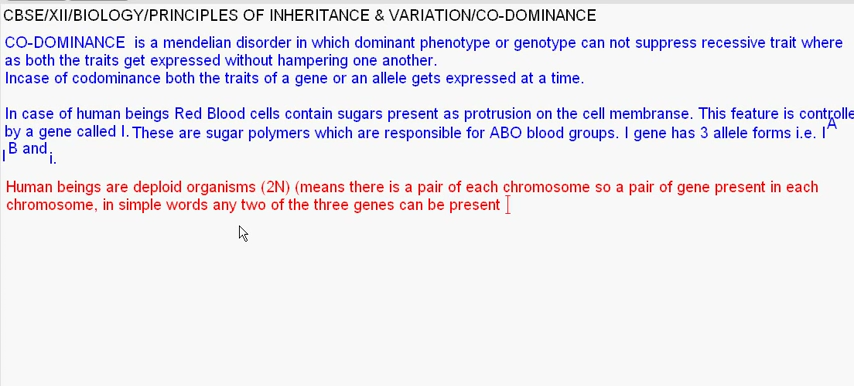 CBSE/XII/BIOLOGY/PRINCIPLES OF INHERITANCE & VARIATION/CO-DOMINANCE
CO-DOMINANCE is a mendelian disorder in which dominant phenotype or genotype can not suppress recessive trait where
as both the traits get expressed without hampering one another.
Incase of codominance both the traits of a gene or an allele gets expressed at a time.
In case of human beings Red Blood cells contain sugars present as protrusion on the cell membranse. This feature is controlle
by a gene called I. These are sugar polymers which are responsible for ABO blood groups. I gene has 3 allele forms i.e. I^A
I^B and i.
Human beings are deploid organisms (2N) (means there is a pair of each chromosome so a pair of gene present in each
chromosome, in simple words any two of the three genes can be present